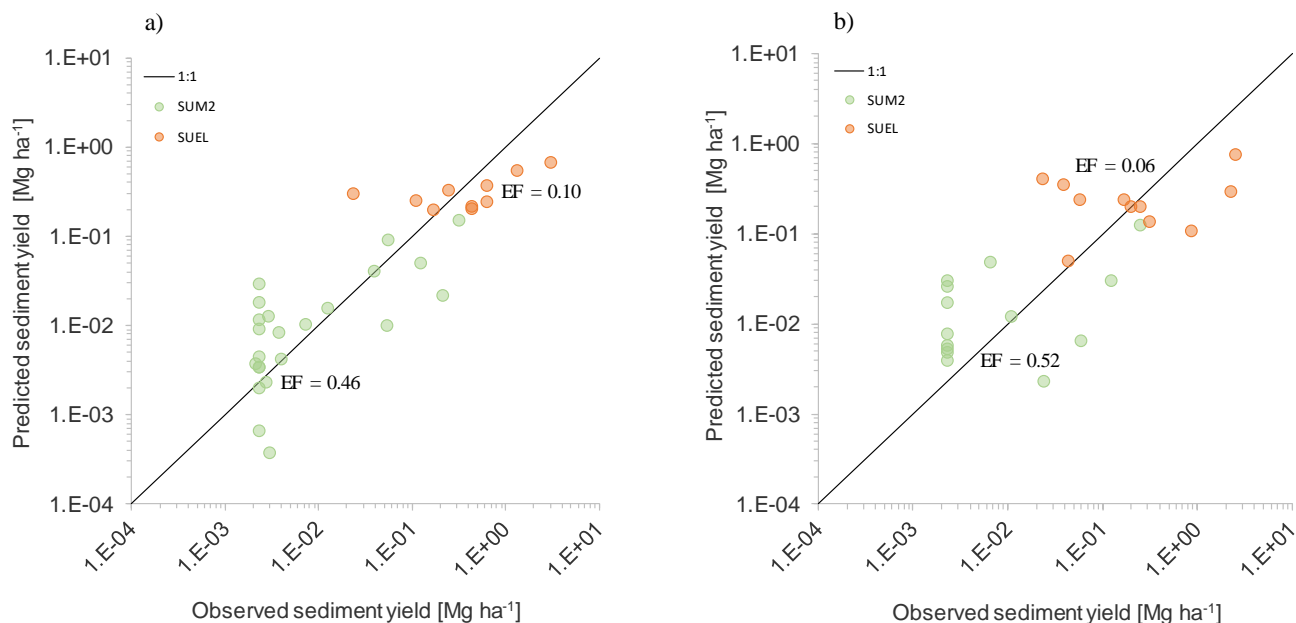 a)
1.E+01
1.E+00
1.E-01
1.E-02
1.E-03
1.E-04
Predicted sediment yield [Mg ha-1]
1:1
SUM2
SUEL
EF = 0.10
EF = 0.46
1.E-04
1.E-03
1.E-02
1.E-01
1.E+00
1.E+01
Observed sediment yield [Mg ha-1]
b)
1.E+01
1.E+00
1.E-01
1.E-02
1.E-03
1.E-04
Predicted sediment yield [Mg ha-1]
1:1
SUM2
SUEL
EF = 0.06
EF = 0.52
1.E-04
1.E-03
1.E-02
1.E-01
1.E+00
1.E+01
Observed sediment yield [Mg ha-1]